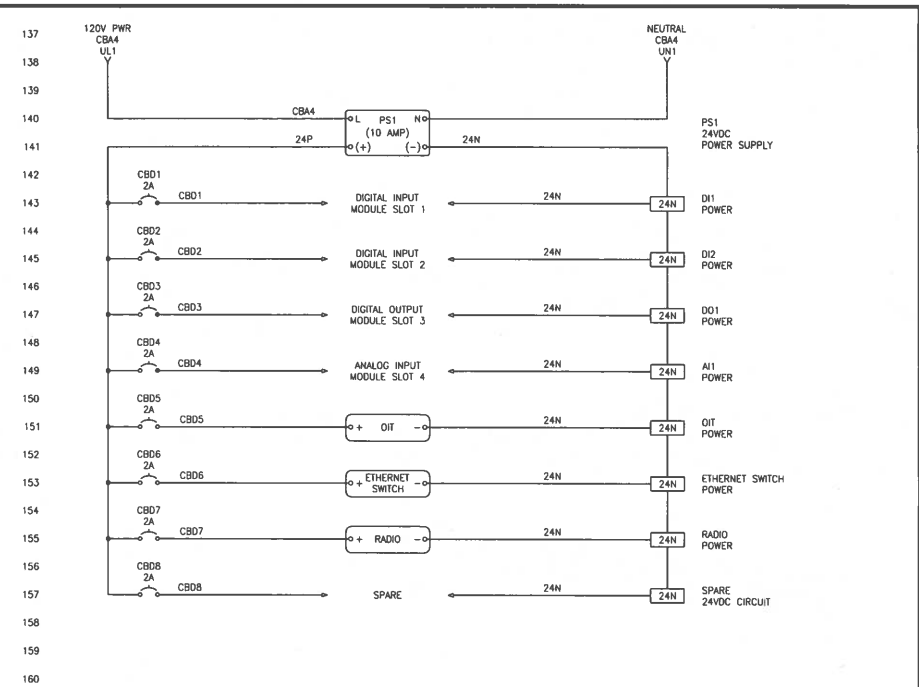 137 120V PWR NEUTRAL
CBA4 CBA4
138 UL1 UN1
139
140 CBA4 L PS1 N PS1
(10 AMP) 24VDC
141 24P (+) (-) 24N POWER SUPPLY
142 CBD1
2A
143 CBD1 DIGITAL INPUT 24N 24N DI1
MODULE SLOT 1 POWER
144 CBD2
2A
145 CBD2 DIGITAL INPUT 24N 24N DI2
MODULE SLOT 2 POWER
146 CBD3
2A
147 CBD3 DIGITAL OUTPUT 24N 24N DO1
MODULE SLOT 3 POWER
148 CBD4
2A
149 CBD4 ANALOG INPUT 24N 24N AI1
MODULE SLOT 4 POWER
150 CBD5
2A
151 CBD5 + OIT - 24N 24N OIT
POWER
152 CBD6
2A
153 CBD6 + ETHERNET - 24N 24N ETHERNET SWITCH
SWITCH POWER
154 CBD7
2A
155 CBD7 + RADIO - 24N 24N RADIO
POWER
156 CBD8
2A
157 CBD8 SPARE 24N 24N SPARE
24VDC CIRCUIT
158
159
160